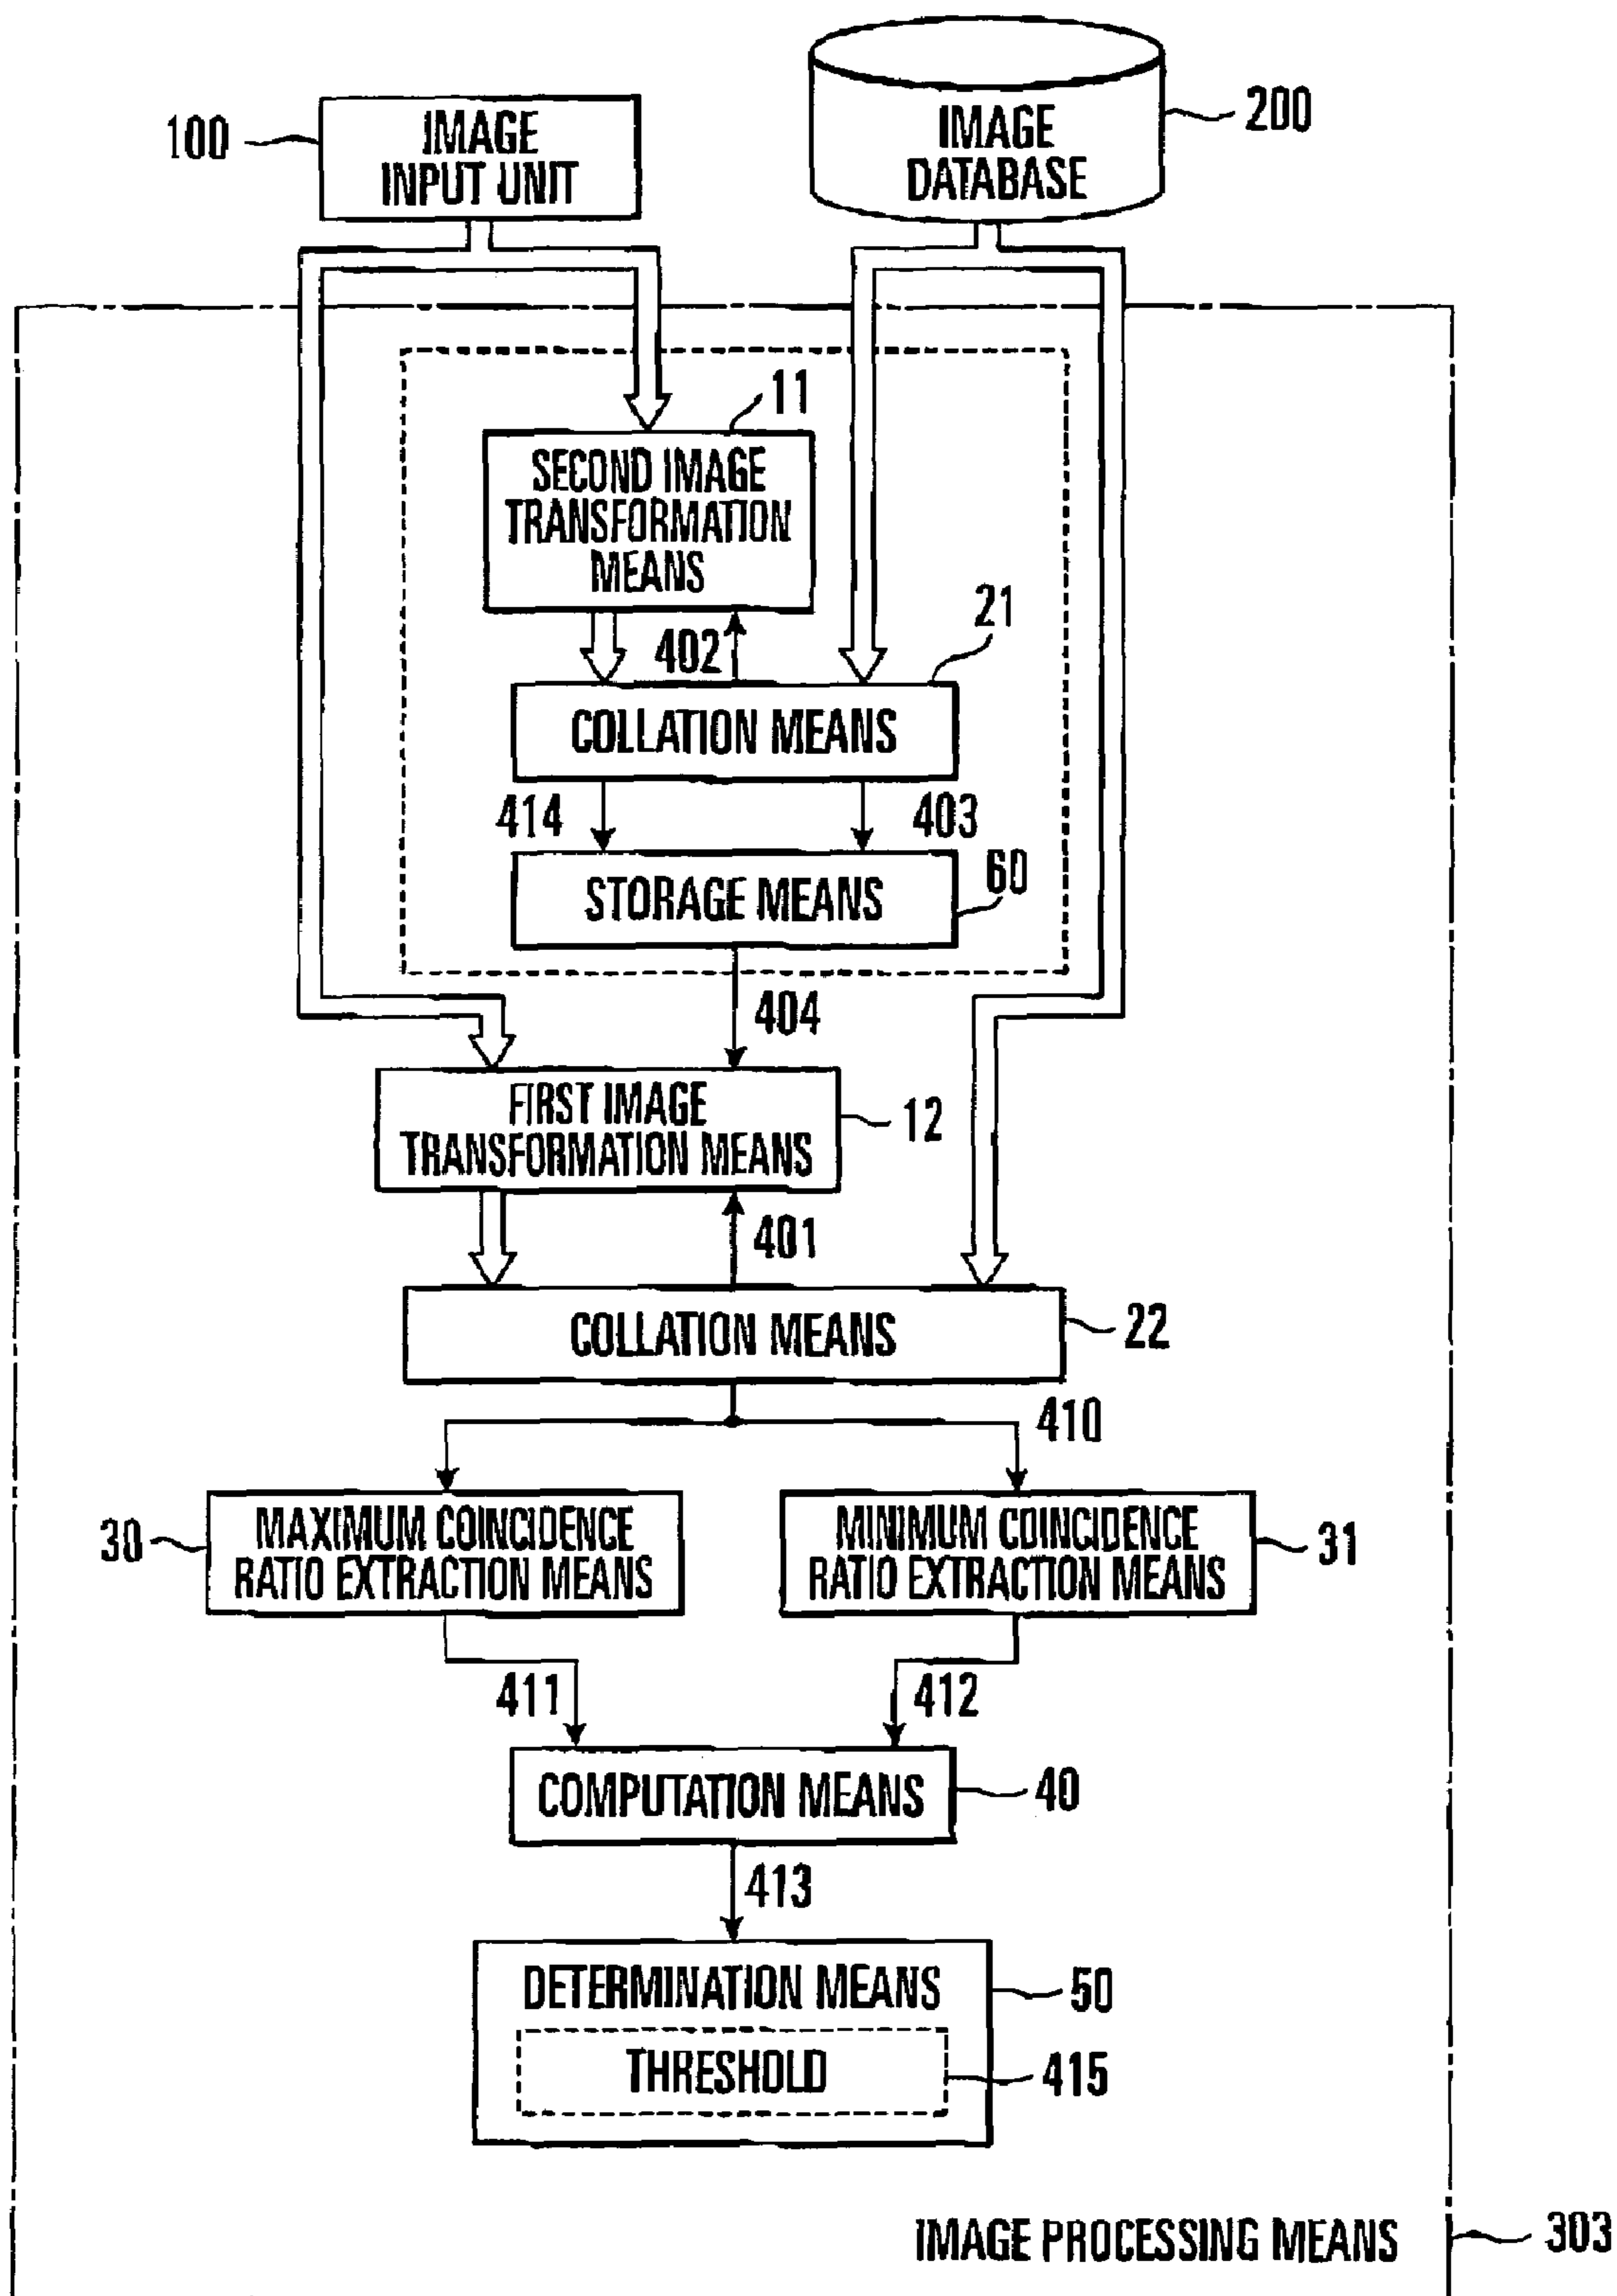 100
IMAGE
INPUT UNIT
IMAGE
DATABASE
200
11
SECOND IMAGE
TRANSFORMATION
MEANS
402
21
COLLATION MEANS
414
403
STORAGE MEANS
60
404
FIRST IMAGE
TRANSFORMATION MEANS
12
401
COLLATION MEANS
22
410
30
MAXIMUM COINCIDENCE
RATIO EXTRACTION MEANS
MINIMUM COINCIDENCE
RATIO EXTRACTION MEANS
31
411
412
COMPUTATION MEANS
40
413
DETERMINATION MEANS
50
THRESHOLD
415
IMAGE PROCESSING MEANS
303